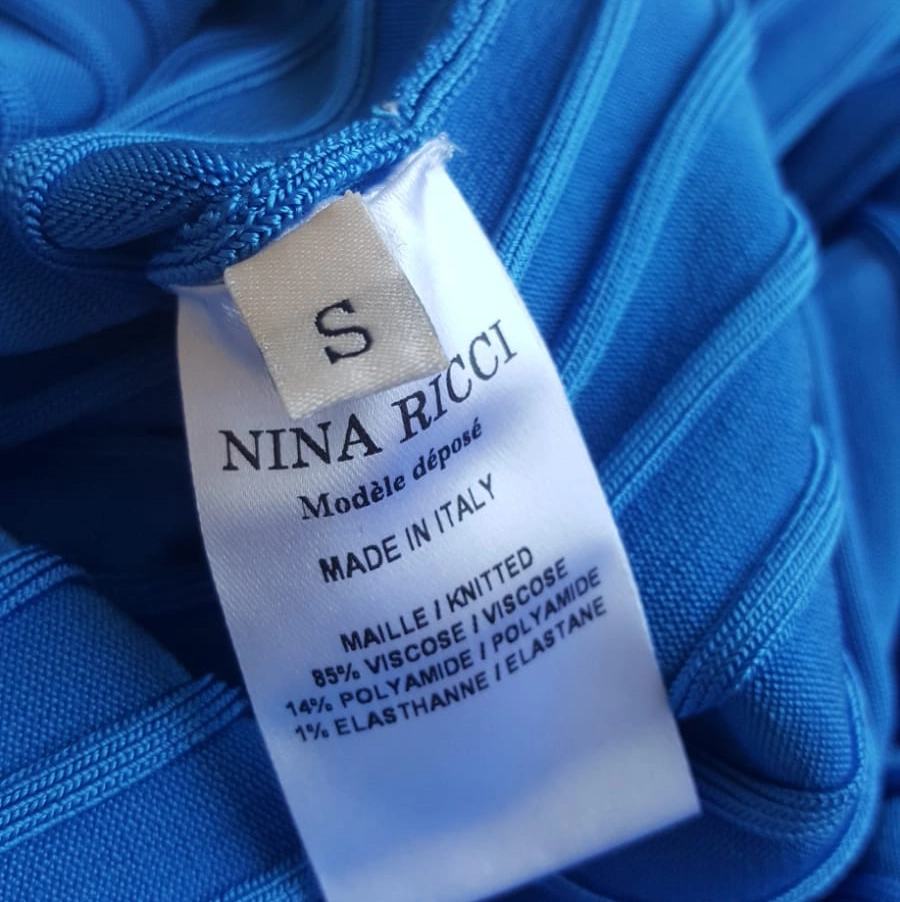 S
NINA RICCI
Modèle déposé
MADE IN ITALY
MAILLE / KNITTED
85% VISCOSE / VISCOSE
14% POLYAMIDE / POLYAMIDE
1% ELASTHANNE / ELASTANE